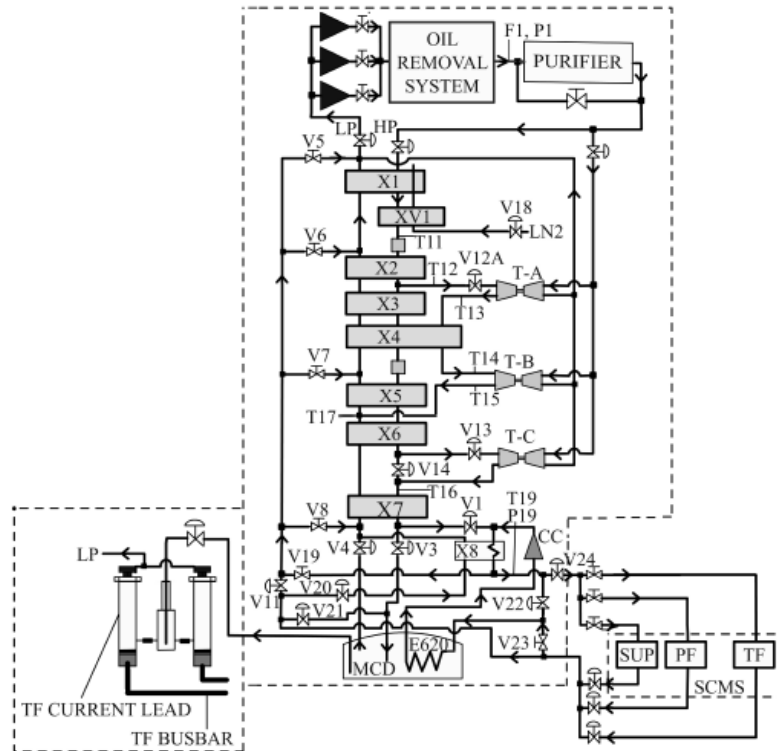 F1, P1
OIL
REMOVAL
SYSTEM
PURIFIER
LP
HP
V5
X1
XV1
V18
LN2
T11
V6
X2
T12
V12A
T-A
X3
T13
X4
V7
T14
T-B
X5
T15
T17
X6
V13
T-C
V14
T16
X7
V8
V1
T19
P19
CC
V4
V3
X8
V24
LP
V19
V11
V20
V21
V22
V23
E620
MCD
SUP
PF
TF
SCMS
TF CURRENT LEAD
TF BUSBAR